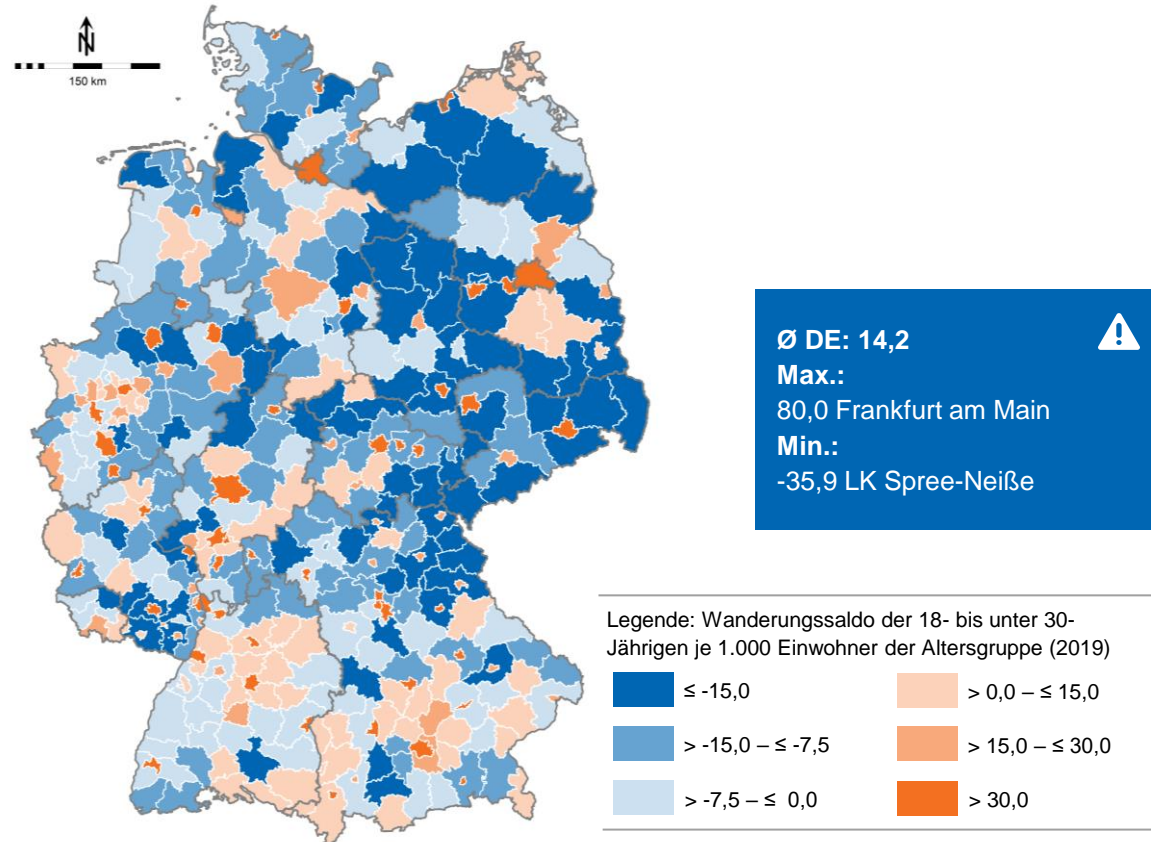 N
150 km
Ø DE: 14,2
Max.:
80,0 Frankfurt am Main
Min.:
-35,9 LK Spree-Neiße
Legende: Wanderungssaldo der 18- bis unter 30-
Jährigen je 1.000 Einwohner der Altersgruppe (2019)
≤ -15,0
> 0,0 – ≤ 15,0
> -15,0 – ≤ -7,5
> 15,0 – ≤ 30,0
> -7,5 – ≤ 0,0
> 30,0